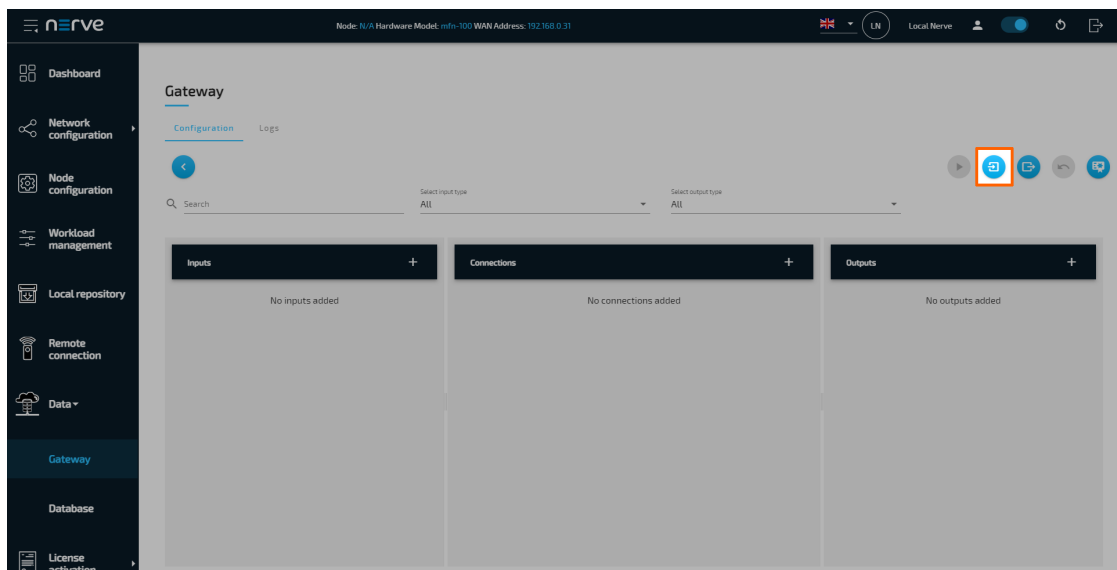 nerve
Node: N/A Hardware Model: mfn-100 WAN Address: 192.168.0.31
LN
Local Nerve
Dashboard
Network
configuration
Node
configuration
Workload
management
Local repository
Remote
connection
Data
Gateway
Database
License
activation
Gateway
Configuration
Logs
Search
Select input type
All
Select output type
All
Inputs +
Connections +
Outputs +
No inputs added
No connections added
No outputs added